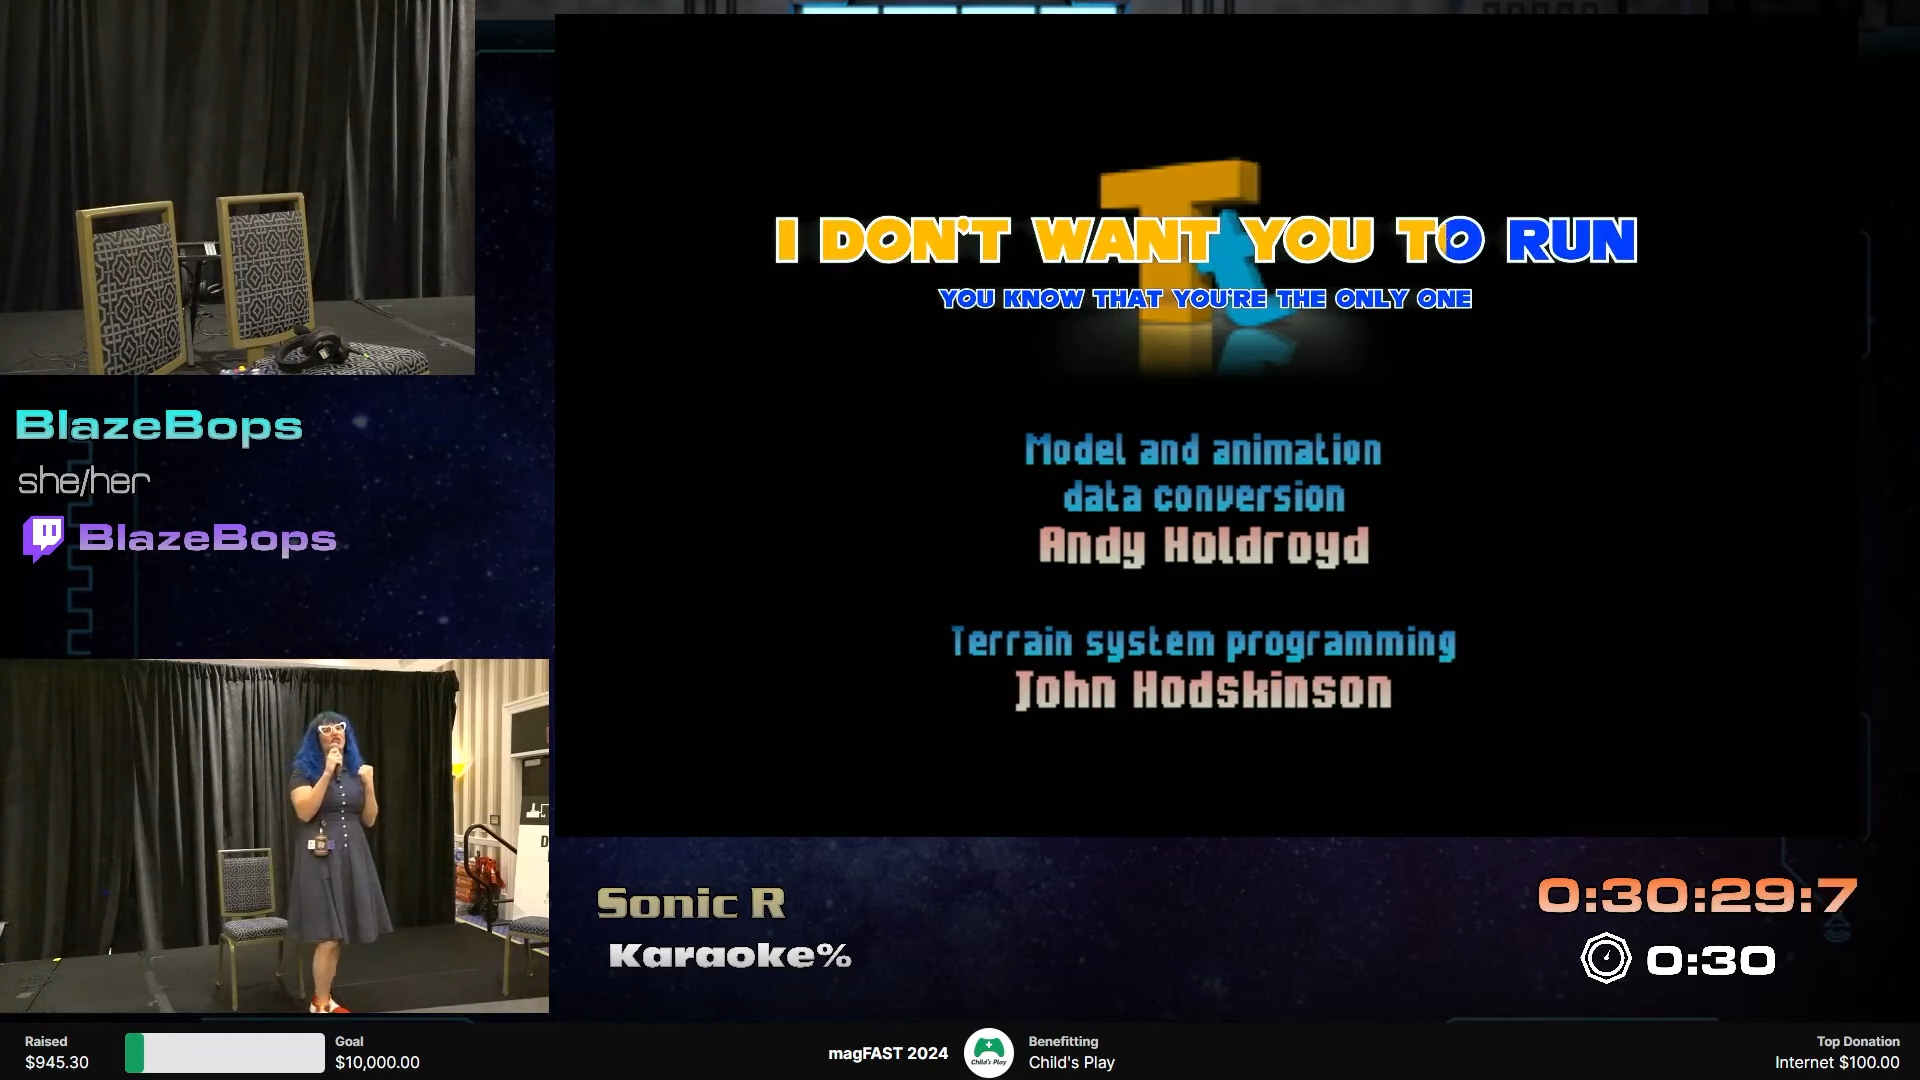 I DON'T WANT YOU TO RUN
YOU KNOW THAT YOU'RE THE ONLY ONE
Model and animation
data conversion
Andy Holdroyd
Terrain system programming
John Hodskinson
BlazeBops
she/her
BlazeBops
Sonic R
Karaoke%
0:30:29:7
0:30
Raised
$945.30
Goal
$10,000.00
magFAST 2024
Child's Play
Benefitting
Child's Play
Top Donation
Internet $100.00